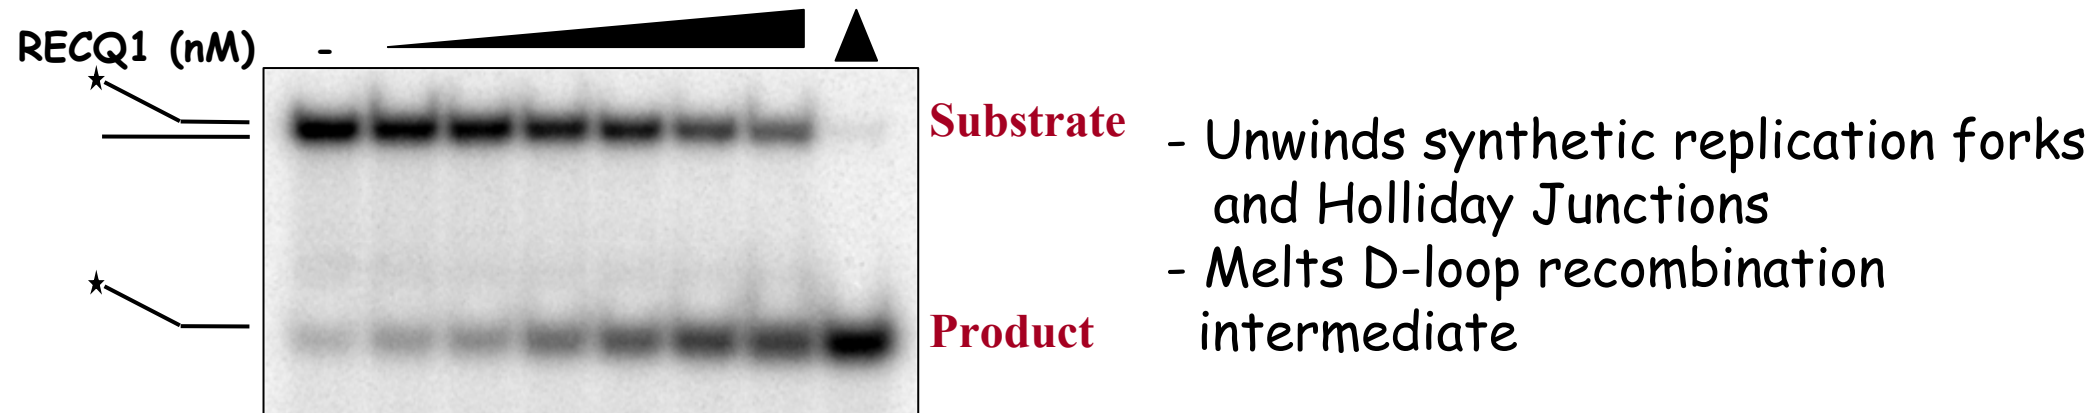 RECQ1 (nM) -
Substrate
Product
- Unwinds synthetic replication forks
and Holliday Junctions
- Melts D-loop recombination
intermediate